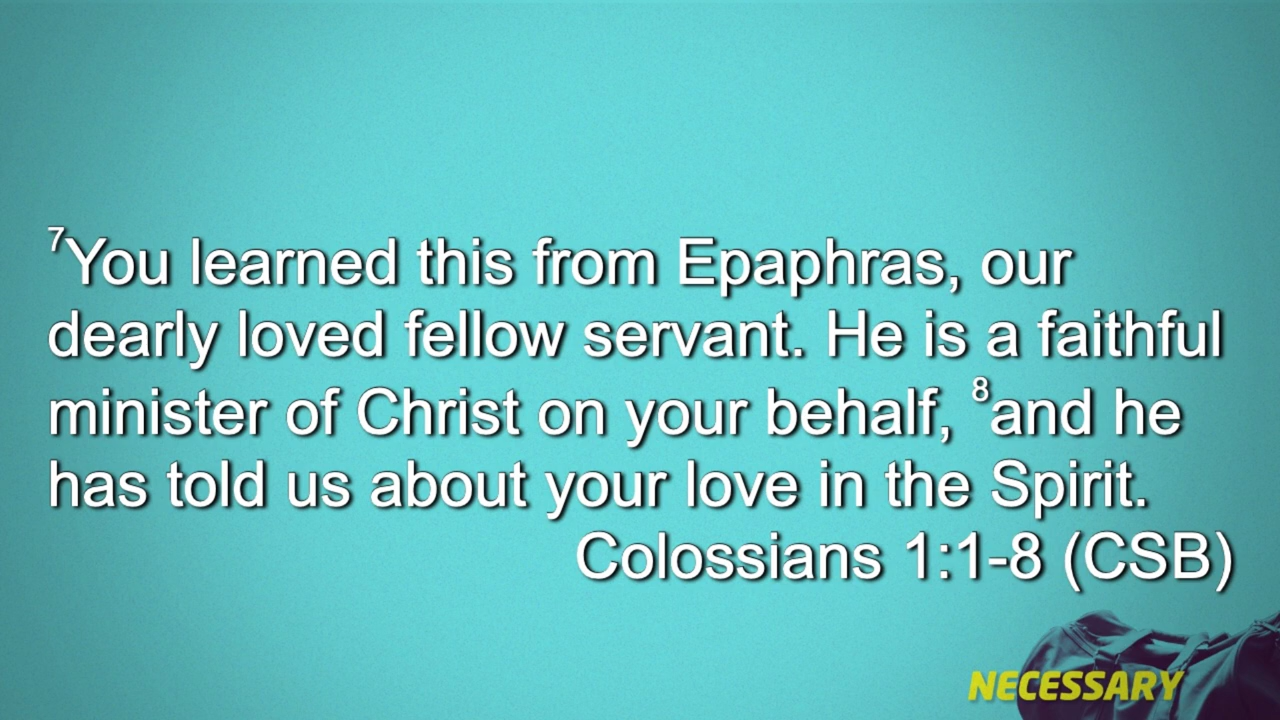 ⁷You learned this from Epaphras, our
dearly loved fellow servant. He is a faithful
minister of Christ on your behalf, ⁸and he
has told us about your love in the Spirit.
Colossians 1:1-8 (CSB)
NECESSARY